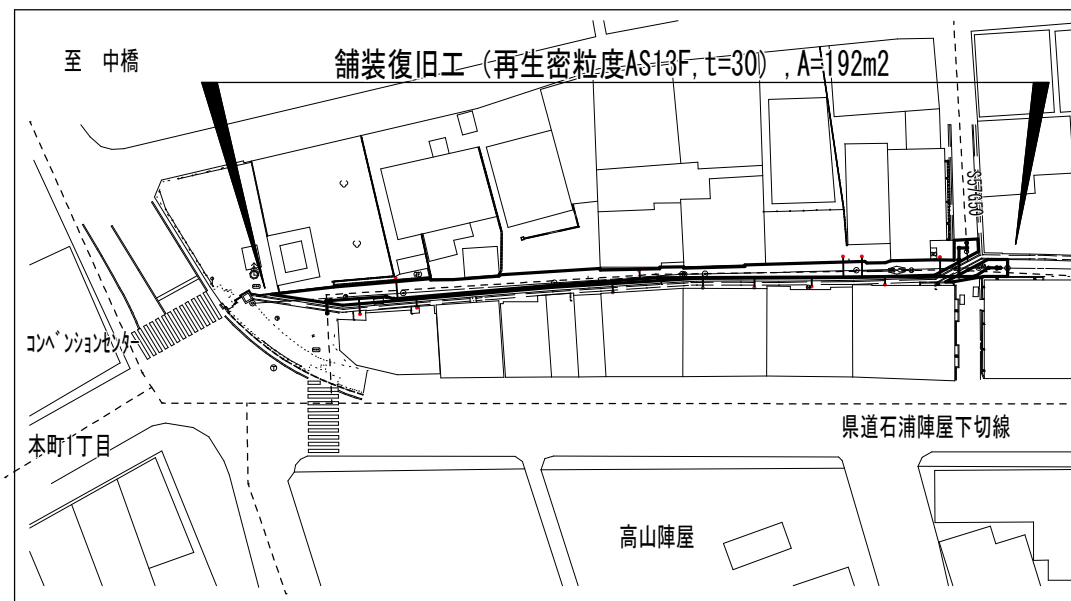 至 中橋
舗装復旧工 (再生密粒度AS13F,t=30) ,A=192m2
S57G50
コンベンションセンター
本町1丁目
県道石浦陣屋下切線
高山陣屋